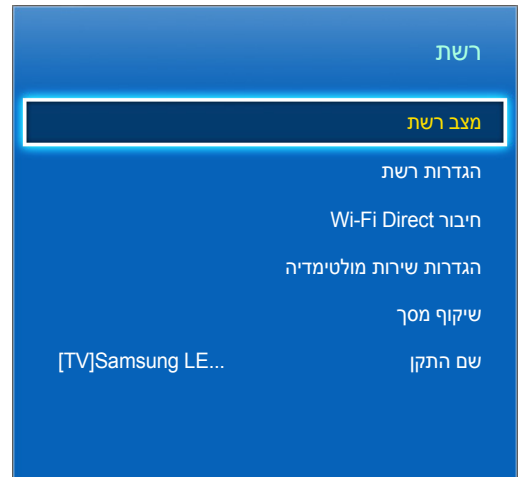 רשת
מצב רשת
הגדרות רשת
חיבור Wi-Fi Direct
הגדרות שירות מולטימדיה
שיקוף מסך
שם התקן [TV]Samsung LE...